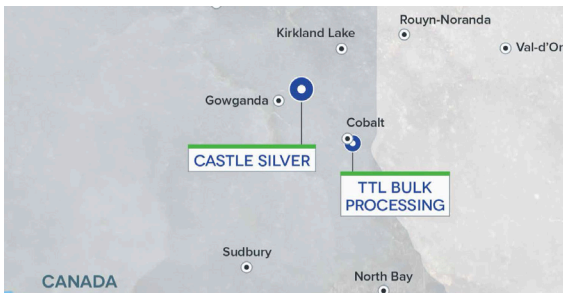 Rouyn-Noranda
Kirkland Lake
Val-d'Or
Gowganda
Cobalt
CASTLE SILVER
TTL BULK
PROCESSING
Sudbury
North Bay
CANADA